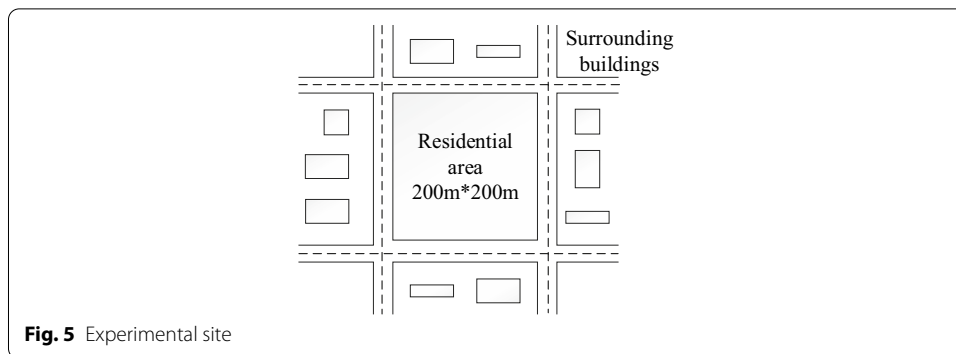 Surrounding
buildings
Residential
area
200m*200m
Fig. 5 Experimental site